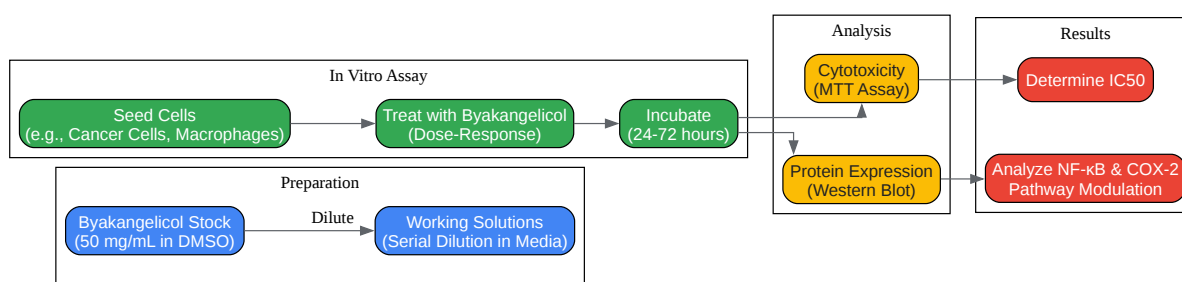 In Vitro Assay
Seed Cells
(e.g., Cancer Cells, Macrophages)
Treat with Byakangelicol
(Dose-Response)
Incubate
(24-72 hours)
Preparation
Byakangelicol Stock
(50 mg/mL in DMSO)
Dilute
Working Solutions
(Serial Dilution in Media)
Analysis
Cytotoxicity
(MTT Assay)
Protein Expression
(Western Blot)
Results
Determine IC50
Analyze NF-κB & COX-2
Pathway Modulation